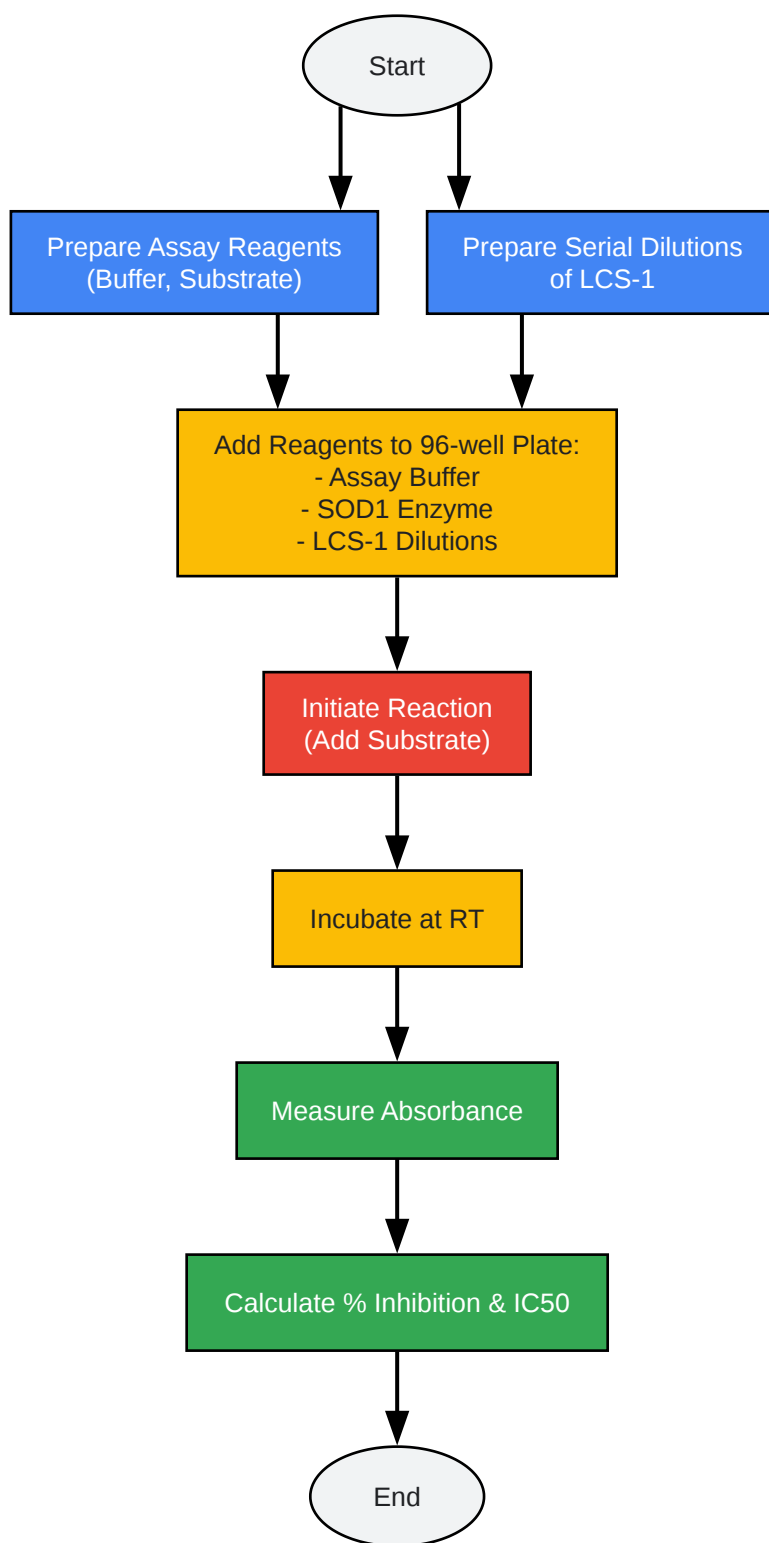 Start
Prepare Assay Reagents
(Buffer, Substrate)
Prepare Serial Dilutions
of LCS-1
Add Reagents to 96-well Plate:
- Assay Buffer
- SOD1 Enzyme
- LCS-1 Dilutions
Initiate Reaction
(Add Substrate)
Incubate at RT
Measure Absorbance
Calculate % Inhibition & IC50
End